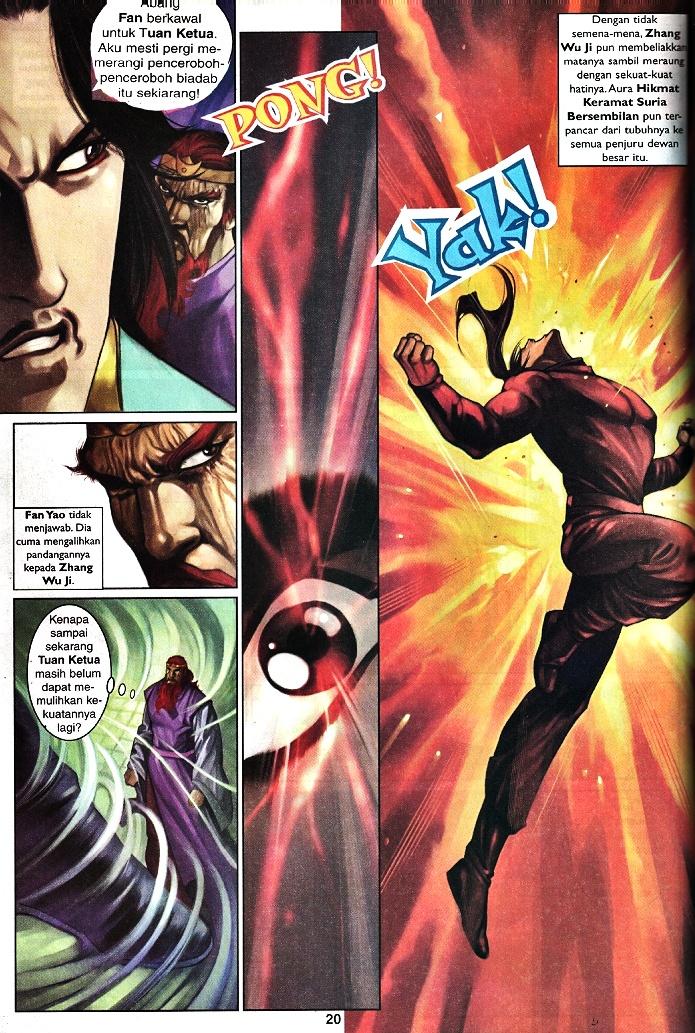 Abang
Fan berkawal
untuk Tuan Ketua.
Aku mesti pergi me-
merangi penceroboh-
penceroboh biadab
itu sekiarang!
PONG!
Dengan tidak
semena-mena, Zhang
Wu Ji pun membeliakkan
matanya sambil meraung
dengan sekuat-kuat
hatinya. Aura Hikmat
Keramat Suria
Bersembilan pun ter-
pancar dari tubuhnya ke
semua penjuru dewan
besar itu.
Yak!
Fan Yao tidak
menjawab. Dia
cuma mengalihkan
pandangannya
kepada Zhang
Wu Ji.
Kenapa
sampai
sekarang
Tuan Ketua
masih belum
dapat me-
mulihkan ke-
kuatannya
lagi?
20